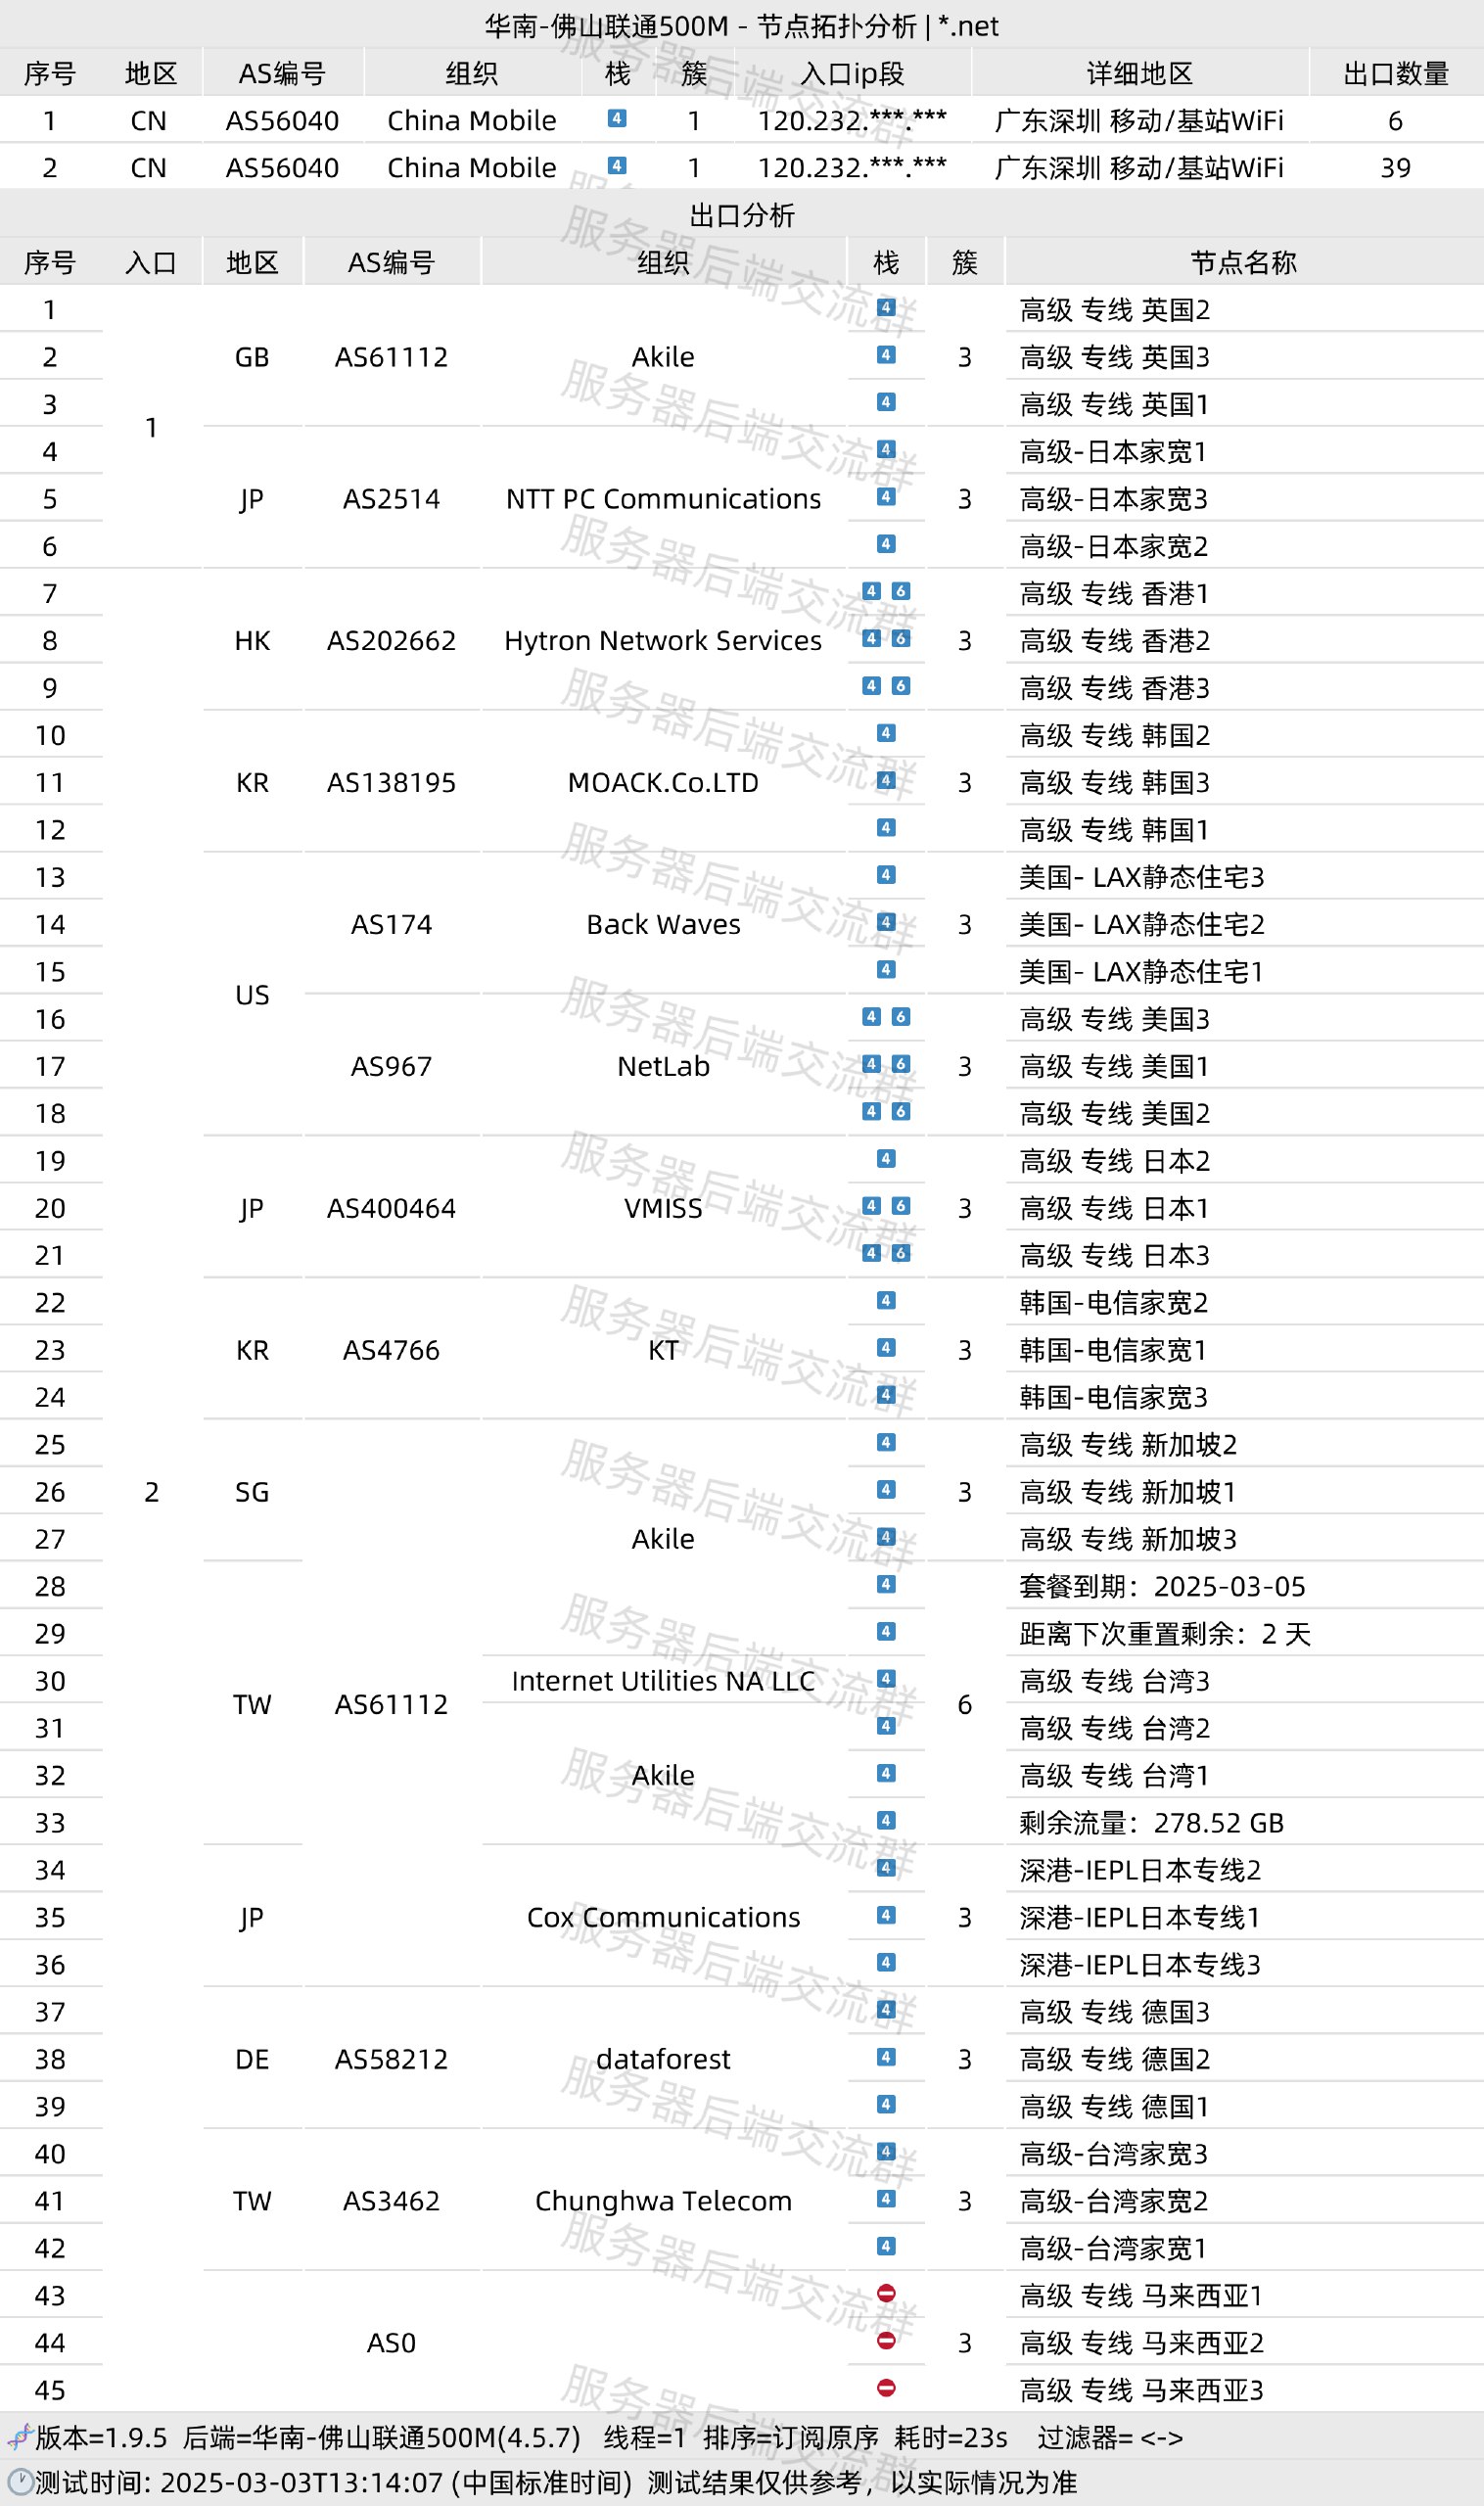 华南-佛山联通500M - 节点拓扑分析 | *.net
序号 地区 AS编号 组织 栈 簇 入口ip段 详细地区 出口数量
1 CN AS56040 China Mobile 4 1 120.232.***.*** 广东深圳 移动/基站WiFi 6
2 CN AS56040 China Mobile 4 1 120.232.***.*** 广东深圳 移动/基站WiFi 39
出口分析
序号 入口 地区 AS编号 组织 栈 簇 节点名称
1 4 高级 专线 英国2
2 GB AS61112 Akile 4 3 高级 专线 英国3
3 4 高级 专线 英国1
1
4 4 高级-日本家宽1
5 JP AS2514 NTT PC Communications 4 3 高级-日本家宽3
6 4 高级-日本家宽2
7 4 6 高级 专线 香港1
8 HK AS202662 Hytron Network Services 4 6 3 高级 专线 香港2
9 4 6 高级 专线 香港3
10 4 高级 专线 韩国2
11 KR AS138195 MOACK.Co.LTD 4 3 高级 专线 韩国3
12 4 高级 专线 韩国1
13 4 美国- LAX静态住宅3
14 AS174 Back Waves 4 3 美国- LAX静态住宅2
15 4 美国- LAX静态住宅1
US
16 4 6 高级 专线 美国3
17 AS967 NetLab 4 6 3 高级 专线 美国1
18 4 6 高级 专线 美国2
19 4 高级 专线 日本2
20 JP AS400464 VMISS 4 6 3 高级 专线 日本1
21 4 6 高级 专线 日本3
22 4 韩国-电信家宽2
23 KR AS4766 KT 4 3 韩国-电信家宽1
24 4 韩国-电信家宽3
25 4 高级 专线 新加坡2
26 2 SG 4 3 高级 专线 新加坡1
27 Akile 4 高级 专线 新加坡3
28 4 套餐到期：2025-03-05
29 4 距离下次重置剩余：2 天
30 Internet Utilities NA LLC 4 高级 专线 台湾3
TW AS61112 6
31 4 高级 专线 台湾2
32 Akile 4 高级 专线 台湾1
33 4 剩余流量：278.52 GB
34 4 深港-IEPL日本专线2
35 JP Cox Communications 4 3 深港-IEPL日本专线1
36 4 深港-IEPL日本专线3
37 4 高级 专线 德国3
38 DE AS58212 dataforest 4 3 高级 专线 德国2
39 4 高级 专线 德国1
40 4 高级-台湾家宽3
41 TW AS3462 Chunghwa Telecom 4 3 高级-台湾家宽2
42 4 高级-台湾家宽1
43 高级 专线 马来西亚1
44 AS0 3 高级 专线 马来西亚2
45 高级 专线 马来西亚3
版本=1.9.5 后端=华南-佛山联通500M(4.5.7) 线程=1 排序=订阅原序 耗时=23s 过滤器= <->
测试时间: 2025-03-03T13:14:07 (中国标准时间) 测试结果仅供参考，以实际情况为准
服务器后端交流群